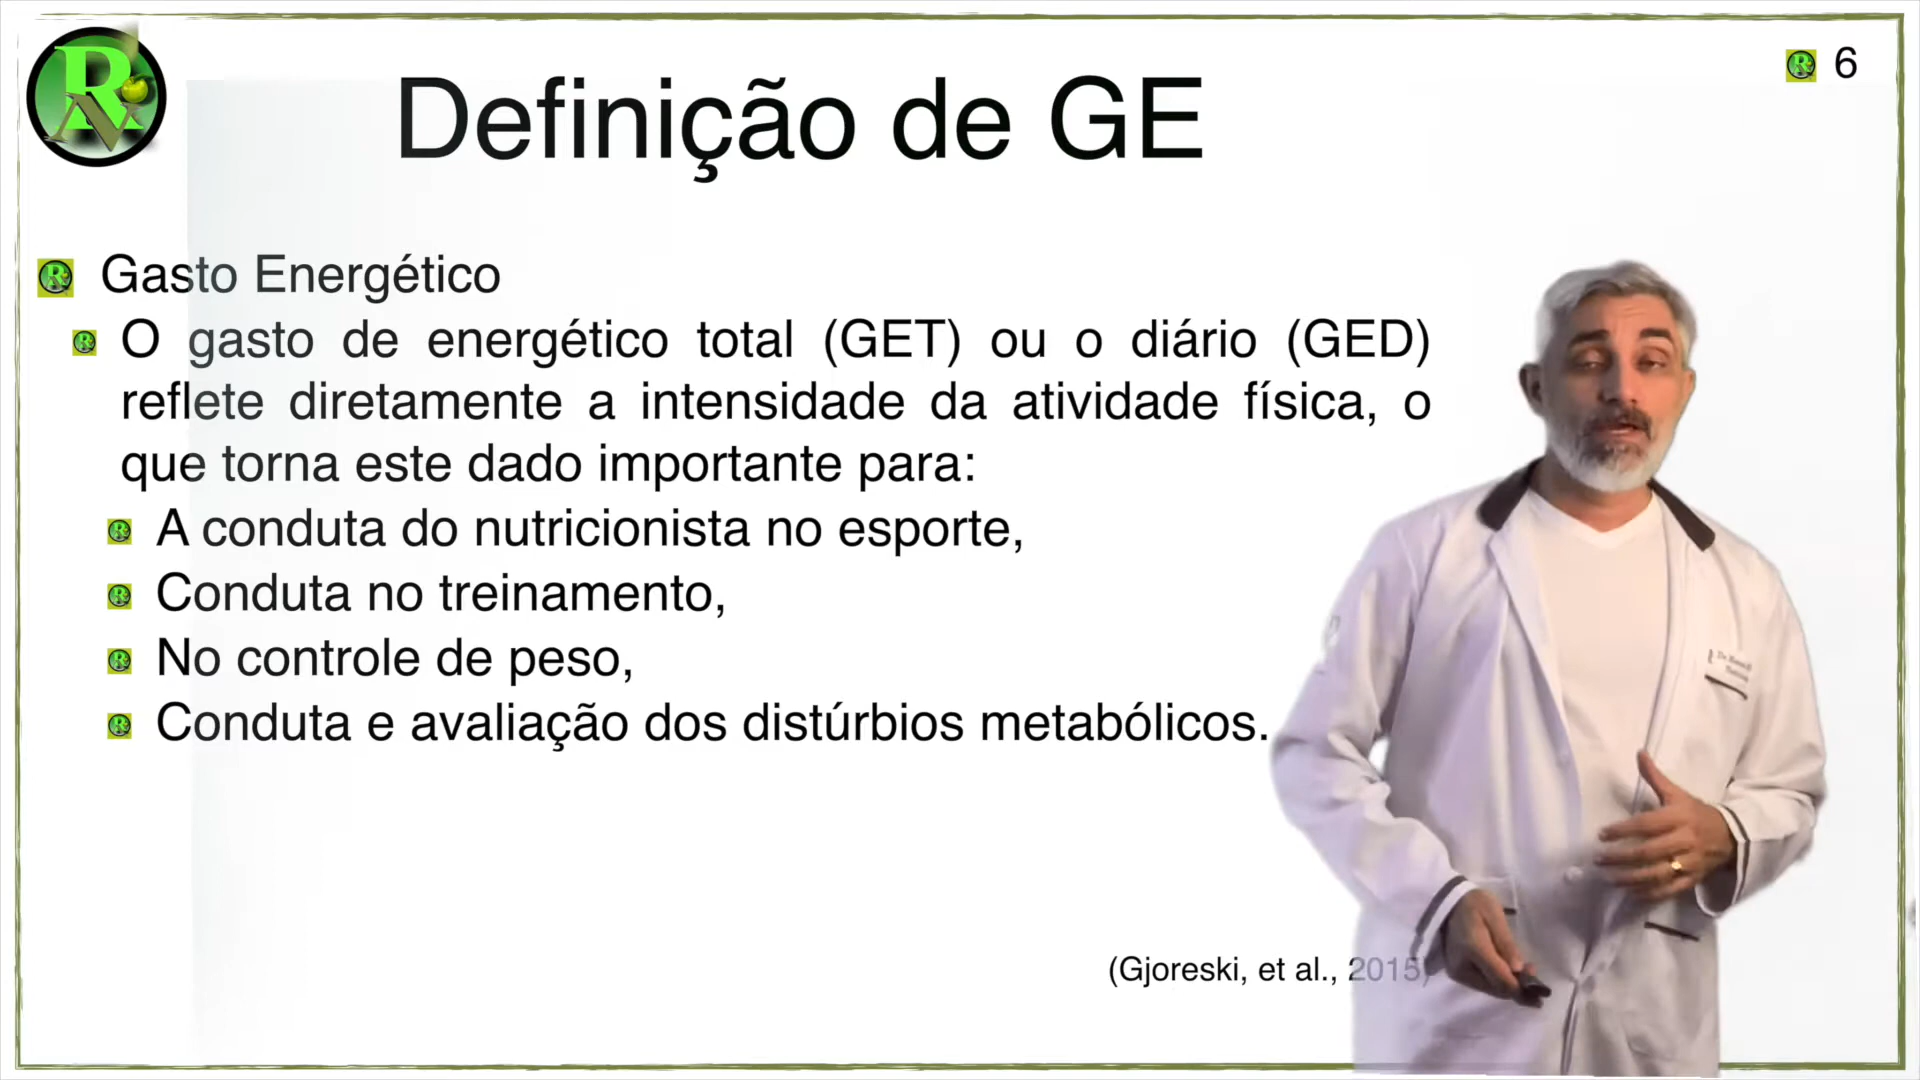 6
Definição de GE
Gasto Energético
O gasto de energético total (GET) ou o diário (GED)
reflete diretamente a intensidade da atividade física, o
que torna este dado importante para:
A conduta do nutricionista no esporte,
Conduta no treinamento,
No controle de peso,
Conduta e avaliação dos distúrbios metabólicos.
(Gjoreski, et al., 2015)